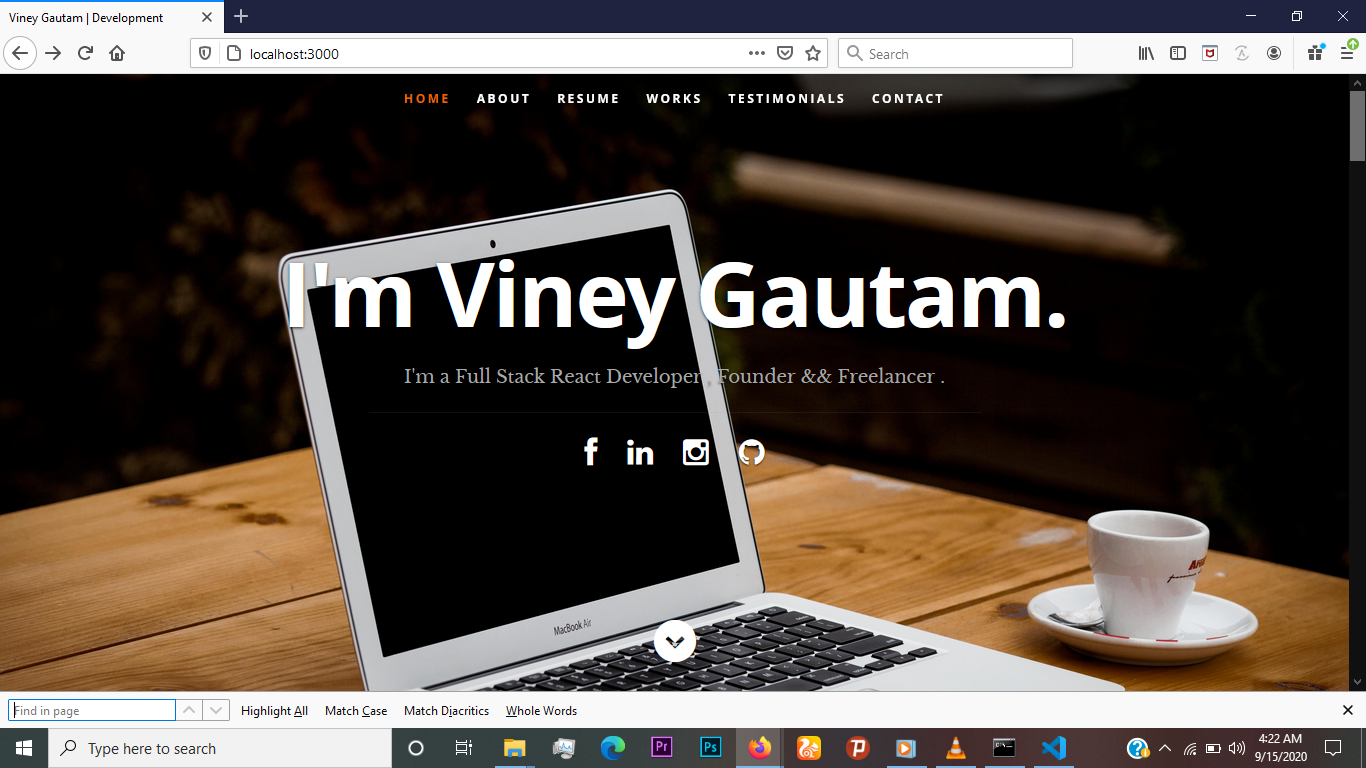 Viney Gautam | Development
localhost:3000
Search
HOME ABOUT RESUME WORKS TESTIMONIALS CONTACT
I'm Viney Gautam.
I'm a Full Stack React Developer , Founder && Freelancer .
MacBook Air
Find in page
Highlight All
Match Case
Match Diacritics
Whole Words
Type here to search
Pr
Ps
4:22 AM
9/15/2020